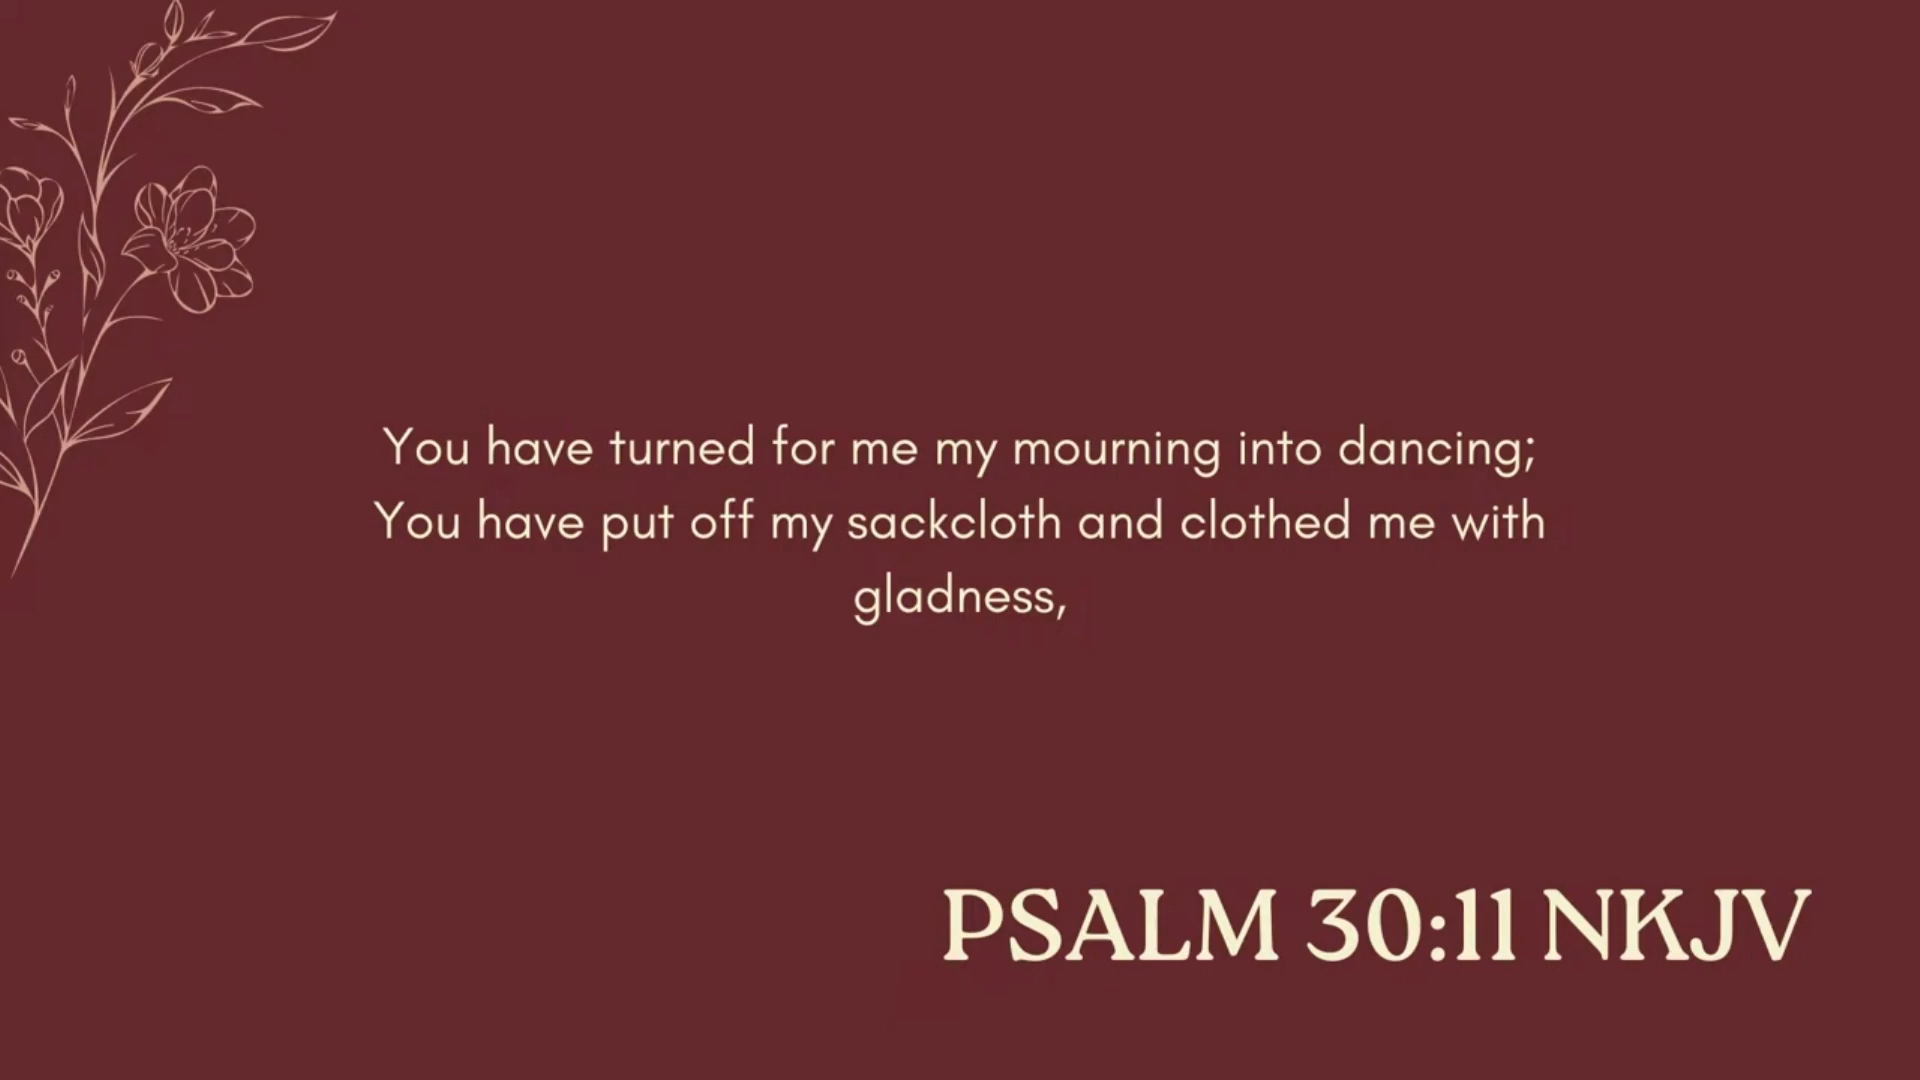 You have turned for me my mourning into dancing;
You have put off my sackcloth and clothed me with
gladness,
PSALM 30:11 NKJV